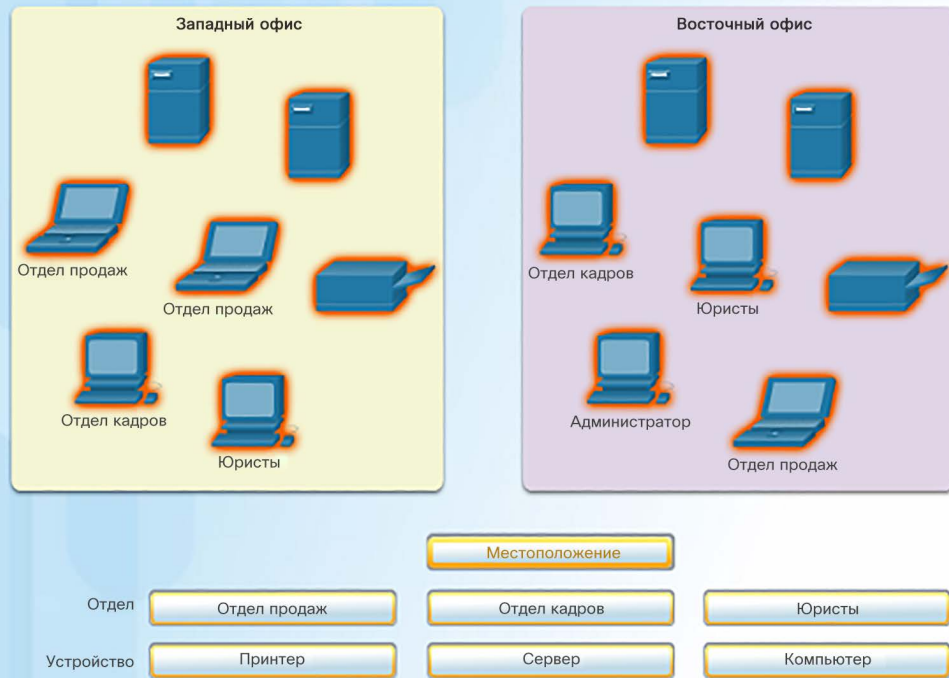 Западный офис
Отдел продаж
Отдел продаж
Отдел кадров
Юристы
Восточный офис
Отдел кадров
Юристы
Администратор
Отдел продаж
Местоположение
Отдел Отдел продаж Отдел кадров Юристы
Устройство Принтер Сервер Компьютер